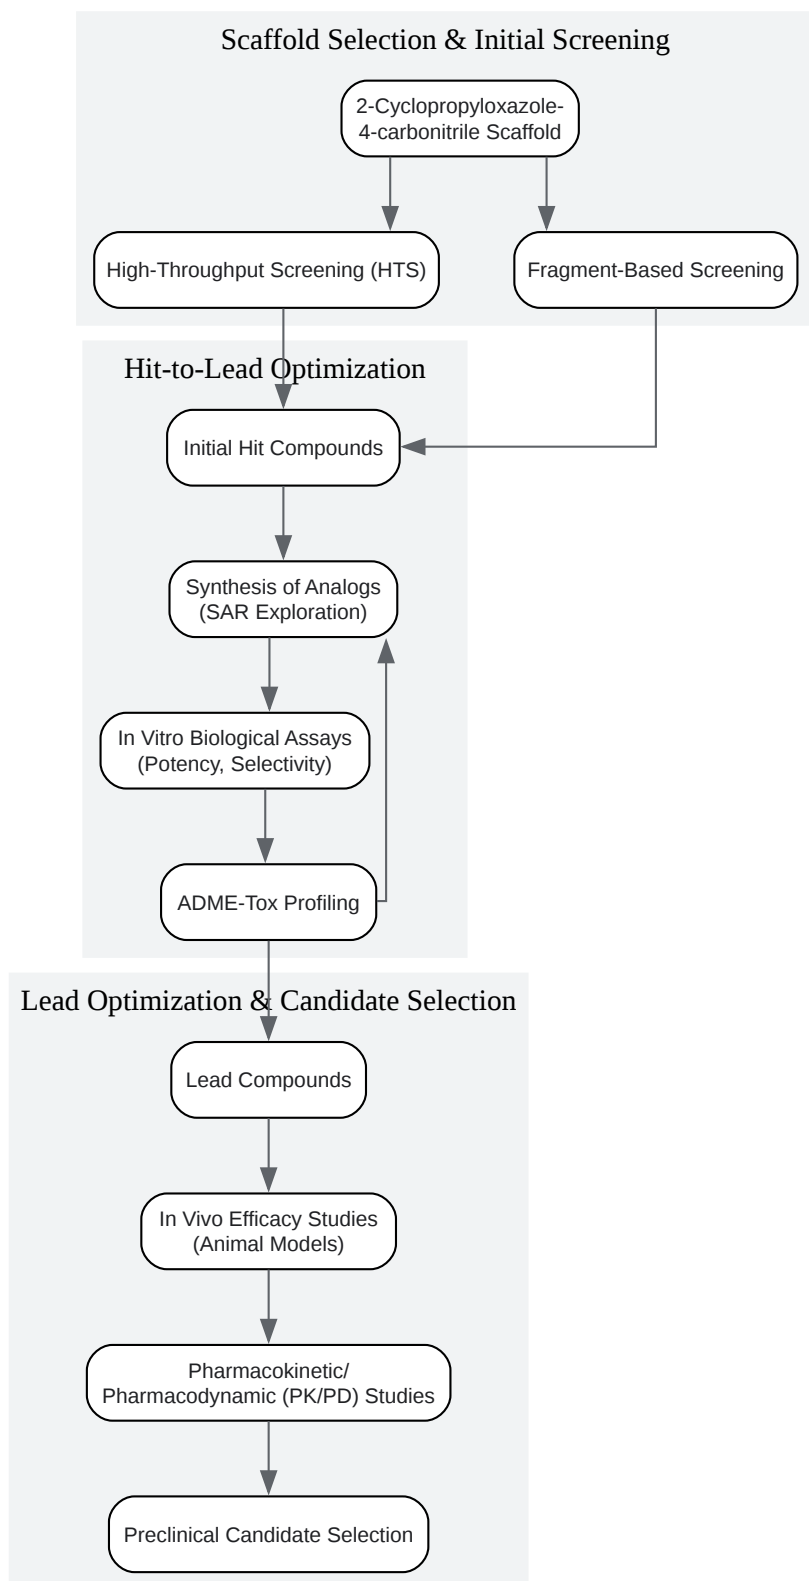 Scaffold Selection & Initial Screening
2-Cyclopropyloxazole-
4-carbonitrile Scaffold
High-Throughput Screening (HTS)
Fragment-Based Screening
Hit-to-Lead Optimization
Initial Hit Compounds
Synthesis of Analogs
(SAR Exploration)
In Vitro Biological Assays
(Potency, Selectivity)
ADME-Tox Profiling
Lead Optimization & Candidate Selection
Lead Compounds
In Vivo Efficacy Studies
(Animal Models)
Pharmacokinetic/
Pharmacodynamic (PK/PD) Studies
Preclinical Candidate Selection